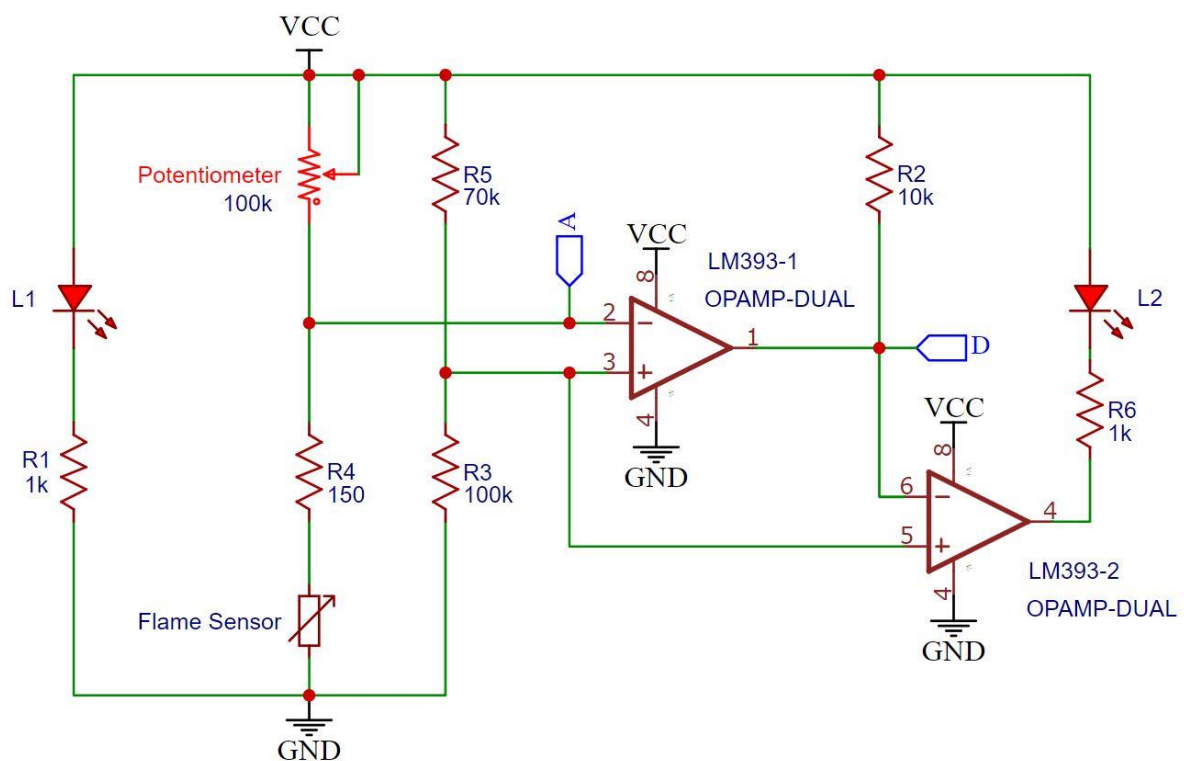 VCC
Potentiometer
100k
R5
70k
R2
10k
A
VCC
8
LM393-1
OPAMP-DUAL
L1
L2
2
1
D
3
4
GND
VCC
8
R6
1k
R1
1k
R4
150
R3
100k
6
4
5
LM393-2
OPAMP-DUAL
4
GND
Flame Sensor
GND